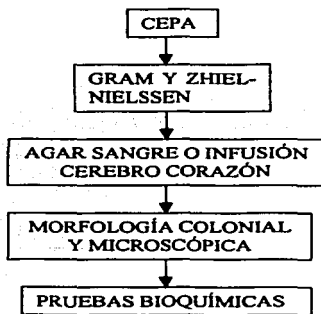 CEPA
GRAM Y ZHIEL-
NIELSSEN
AGAR SANGRE O INFUSIÓN
CEREBRO CORAZÓN
MORFOLOGÍA COLONIAL
Y MICROSCÓPICA
PRUEBAS BIOQUÍMICAS